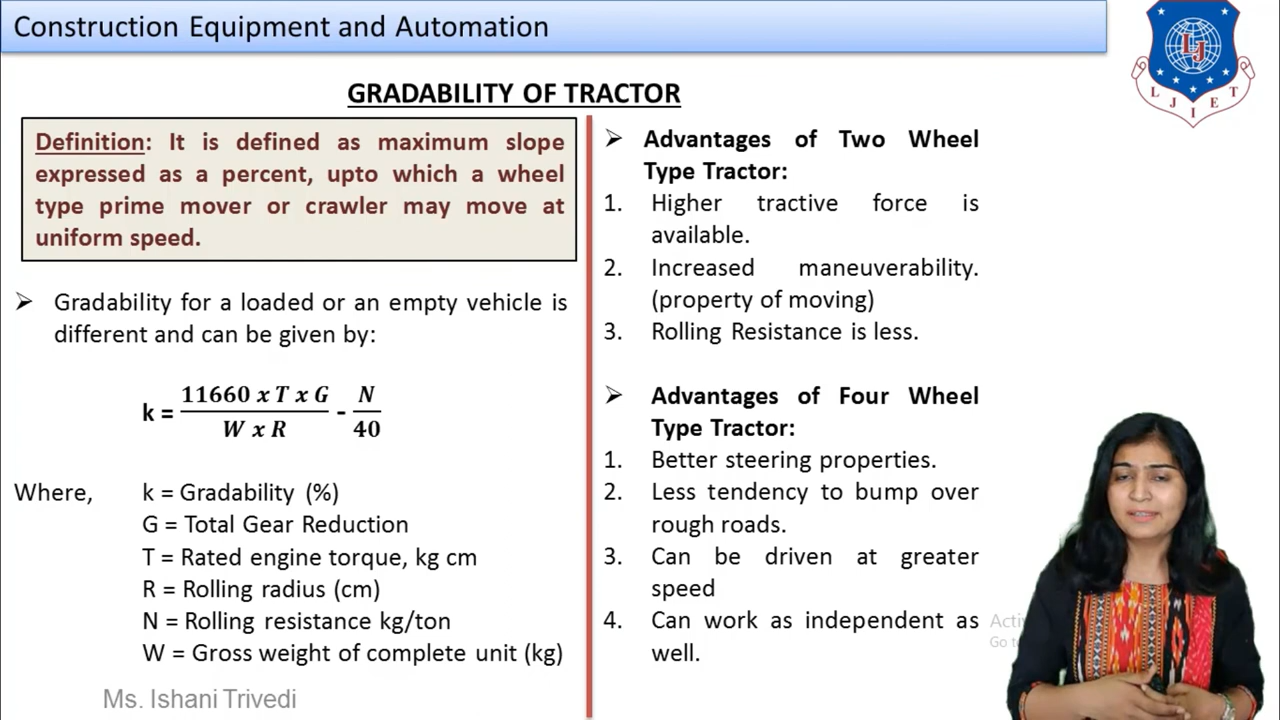 Construction Equipment and Automation
L J I E T
LJ
GRADABILITY OF TRACTOR
Definition: It is defined as maximum slope
expressed as a percent, upto which a wheel
type prime mover or crawler may move at
uniform speed.
➢ Gradability for a loaded or an empty vehicle is
different and can be given by:
k = 11660 x T x G / W x R - N / 40
Where, k = Gradability (%)
G = Total Gear Reduction
T = Rated engine torque, kg cm
R = Rolling radius (cm)
N = Rolling resistance kg/ton
W = Gross weight of complete unit (kg)
Ms. Ishani Trivedi
➢ Advantages of Two Wheel
Type Tractor:
1. Higher tractive force is
available.
2. Increased maneuverability.
(property of moving)
3. Rolling Resistance is less.
➢ Advantages of Four Wheel
Type Tractor:
1. Better steering properties.
2. Less tendency to bump over
rough roads.
3. Can be driven at greater
speed
4. Can work as independent as
well.